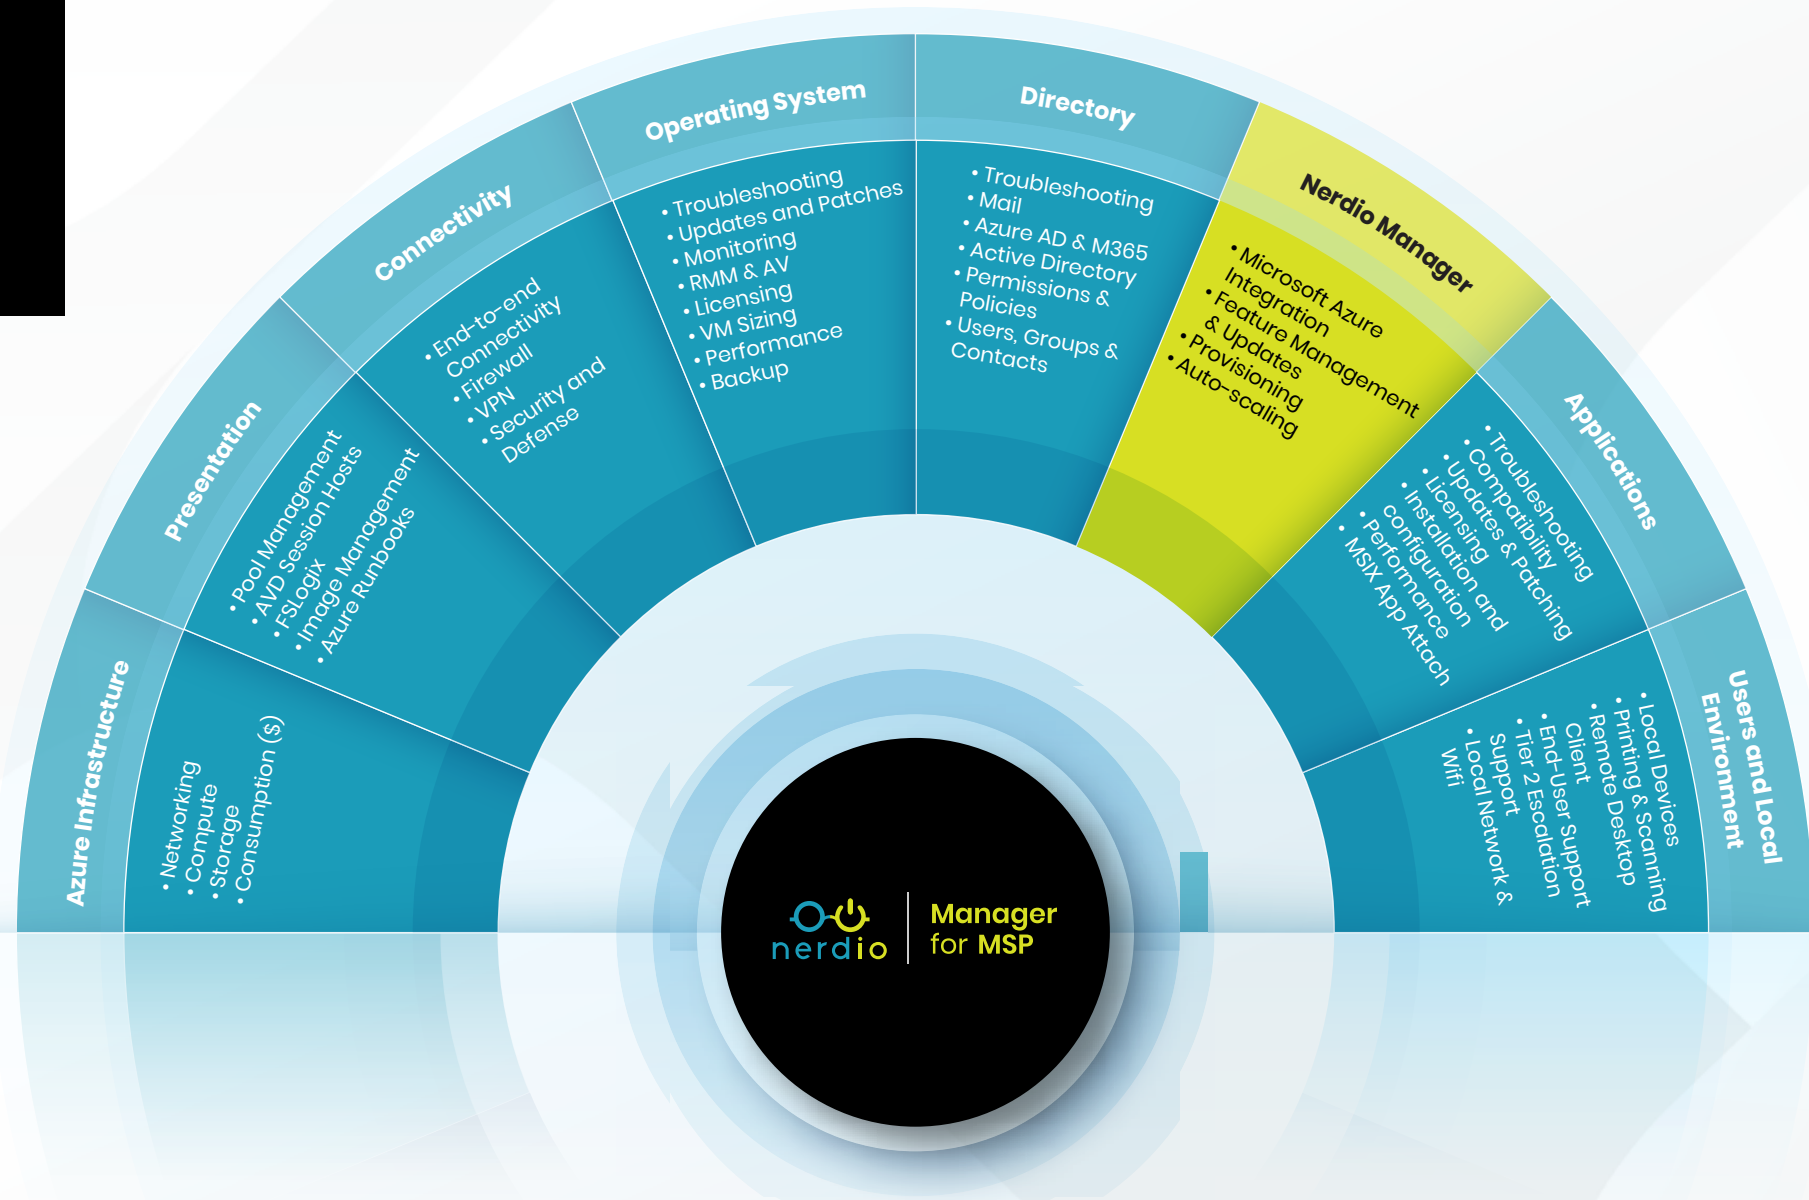 Azure Infrastructure
• Networking
• Compute
• Storage
• Consumption ($)
Presentation
• Pool Management
• AVD Session Hosts
• FSLogix
• Image Management
• Azure Runbooks
Connectivity
• End-to-end
Connectivity
• Firewall
• VPN
• Security and
Defense
Operating System
• Troubleshooting
• Updates and Patches
• Monitoring
• RMM & AV
• Licensing
• VM Sizing
• Performance
• Backup
Directory
• Troubleshooting
• Mail
• Azure AD & M365
• Active Directory
• Permissions &
Policies
• Users, Groups &
Contacts
Nerdio Manager
• Microsoft Azure
Integration
• Feature Management
& Updates
• Provisioning
• Auto-scaling
Applications
• Troubleshooting
• Compatibility
• Updates & Patching
• Licensing
• Installation and
configuration
• Performance
• MSIX App Attach
Users and Local
Environment
• Local Devices
• Printing & Scanning
• Remote Desktop
Client
• End-User Support
• Tier 2 Escalation
Support
• Local Network &
Wifi
nerdio
Manager
for MSP